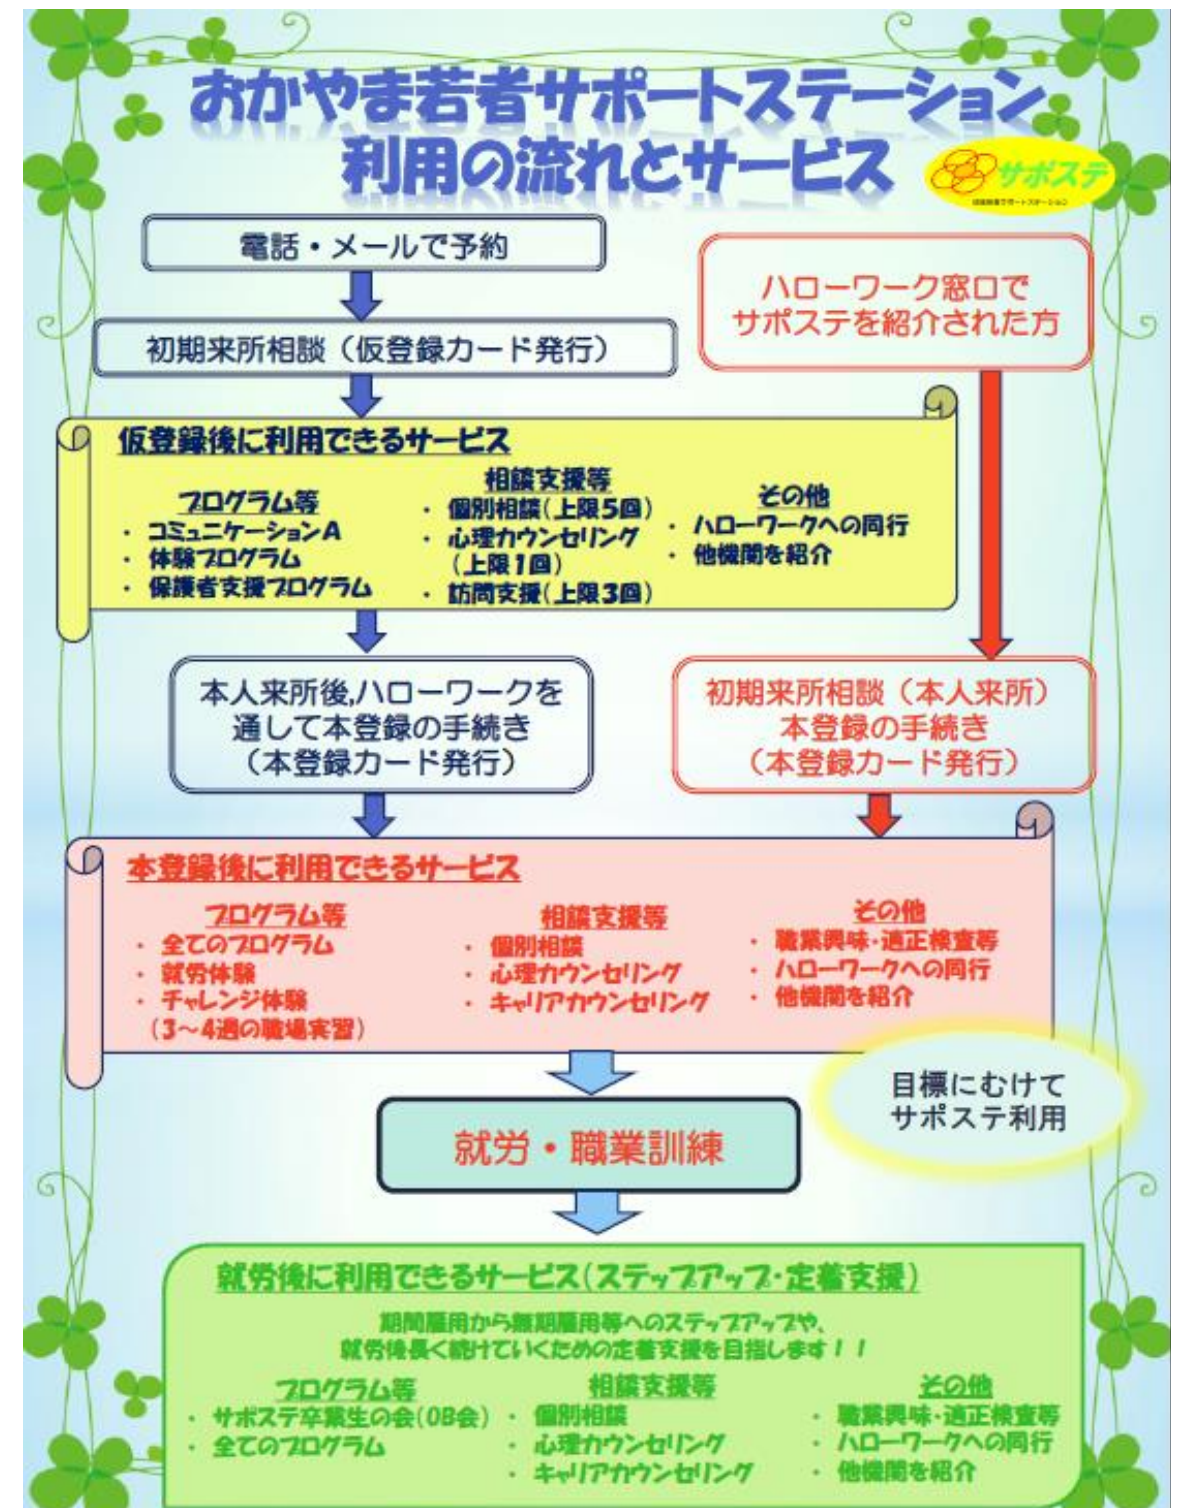 おかやま若者サポートステーション
利用の流れとサービス
サポステ
地域若者サポートステーション
電話・メールで予約
初期来所相談（仮登録カード発行）
ハローワーク窓口で
サポステを紹介された方
仮登録後に利用できるサービス
プログラム等
・ コミュニケーションA
・ 体験プログラム
・ 保護者支援プログラム
相談支援等
・ 個別相談(上限5回)
・ 心理カウンセリング
(上限1回)
・ 訪問支援(上限3回)
その他
・ ハローワークへの同行
・ 他機関を紹介
本人来所後,ハローワークを
通して本登録の手続き
（本登録カード発行）
初期来所相談（本人来所）
本登録の手続き
（本登録カード発行）
本登録後に利用できるサービス
プログラム等
・ 全てのプログラム
・ 就労体験
・ チャレンジ体験
(3～4週の職場実習)
相談支援等
・ 個別相談
・ 心理カウンセリング
・ キャリアカウンセリング
その他
・ 職業興味・適正検査等
・ ハローワークへの同行
・ 他機関を紹介
目標にむけて
サポステ利用
就労・職業訓練
就労後に利用できるサービス(ステップアップ・定着支援)
期間雇用から無期雇用等へのステップアップや、
就労後長く続けていくための定着支援を目指します！！
プログラム等
・ サポステ卒業生の会(OB会)
・ 全てのプログラム
相談支援等
・ 個別相談
・ 心理カウンセリング
・ キャリアカウンセリング
その他
・ 職業興味・適正検査等
・ ハローワークへの同行
・ 他機関を紹介